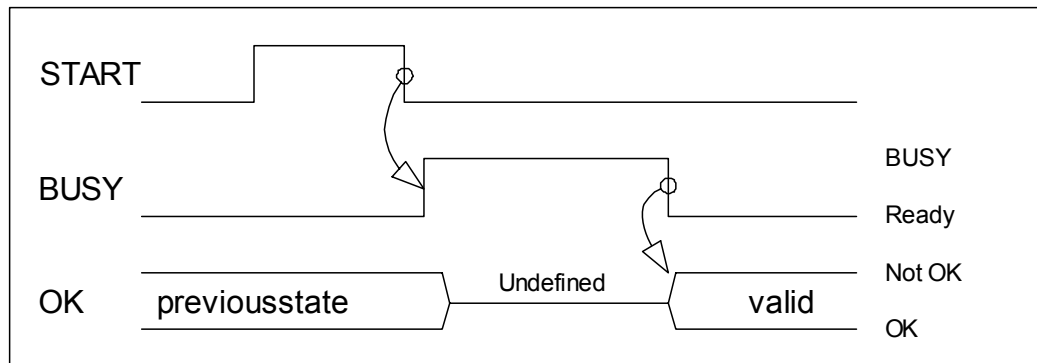 START
BUSY
BUSY
Ready
Undefined
Not OK
OK
previousstate
valid
OK